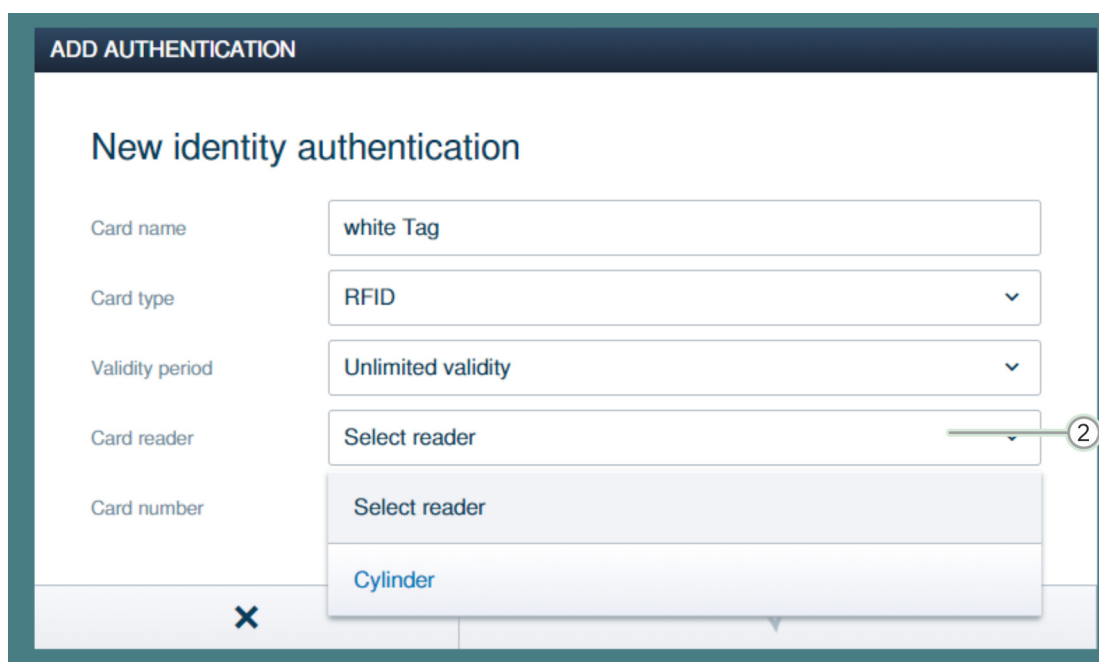 ADD AUTHENTICATION
New identity authentication
Card name
white Tag
Card type
RFID
Validity period
Unlimited validity
Card reader
Select reader
2
Card number
Select reader
Cylinder